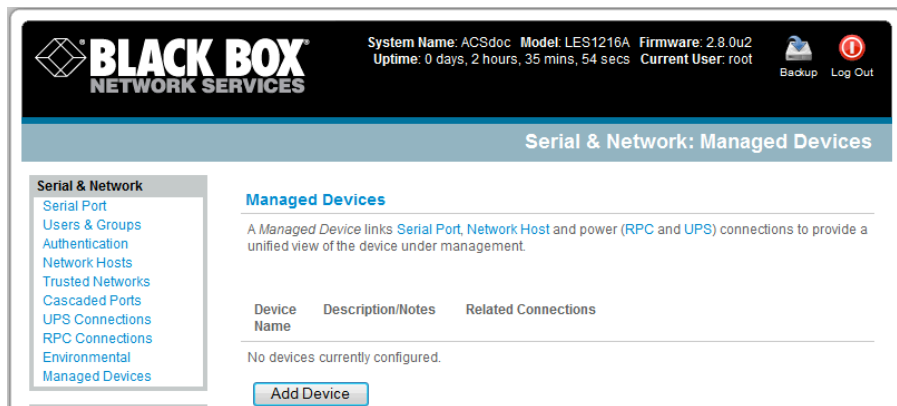 BLACK BOX®
NETWORK SERVICES
System Name: ACSdoc Model: LES1216A Firmware: 2.8.0u2
Uptime: 0 days, 2 hours, 35 mins, 54 secs Current User: root
Backup Log Out
Serial & Network: Managed Devices
Serial & Network
Serial Port
Users & Groups
Authentication
Network Hosts
Trusted Networks
Cascaded Ports
UPS Connections
RPC Connections
Environmental
Managed Devices
Managed Devices
A Managed Device links Serial Port, Network Host and power (RPC and UPS) connections to provide a
unified view of the device under management.
Device Description/Notes Related Connections
Name
No devices currently configured.
Add Device